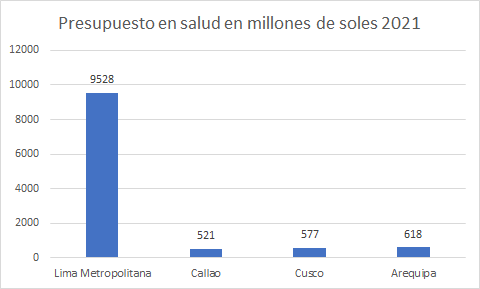 Presupuesto en salud en millones de soles 2021
12000
10000
8000
6000
4000
2000
0
9528
521
577
618
Lima Metropolitana
Callao
Cusco
Arequipa